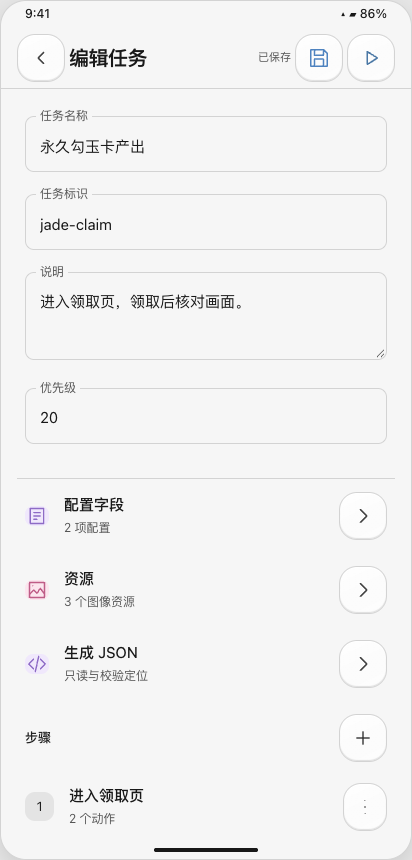 9:41
86%
编辑任务
已保存
任务名称
永久勾玉卡产出
任务标识
jade-claim
说明
进入领取页，领取后核对画面。
优先级
20
配置字段
2 项配置
资源
3 个图像资源
生成 JSON
只读与校验定位
步骤
1
进入领取页
2 个动作